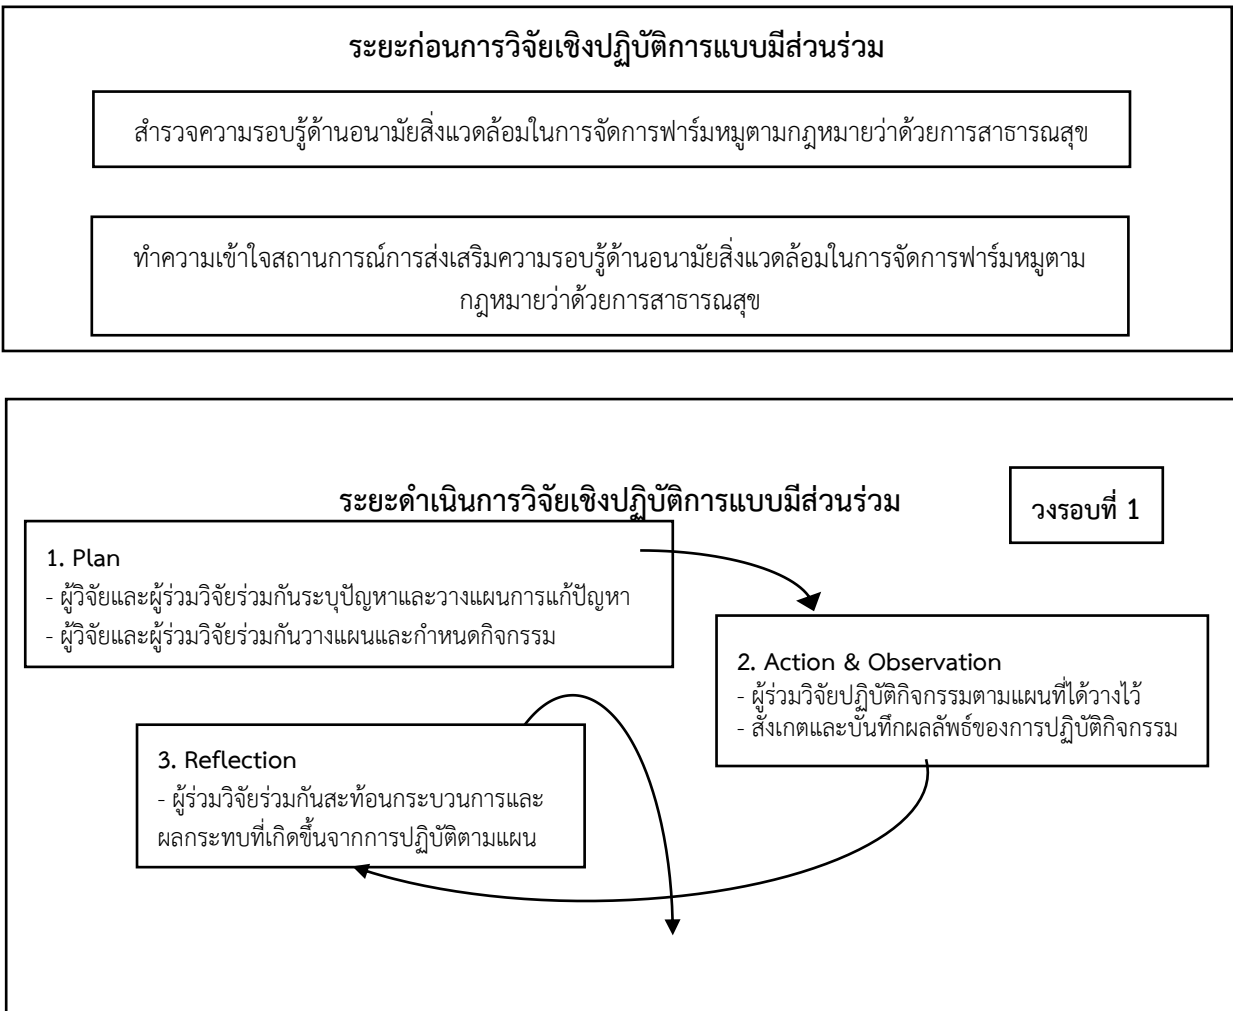 ระยะก่อนการวิจัยเชิงปฏิบัติการแบบมีส่วนร่วม
สำรวจความรอบรู้ด้านอนามัยสิ่งแวดล้อมในการจัดการฟาร์มหมูตามกฎหมายว่าด้วยการสาธารณสุข
ทำความเข้าใจสถานการณ์การส่งเสริมความรอบรู้ด้านอนามัยสิ่งแวดล้อมในการจัดการฟาร์มหมูตาม
กฎหมายว่าด้วยการสาธารณสุข
ระยะดำเนินการวิจัยเชิงปฏิบัติการแบบมีส่วนร่วม
วงรอบที่ 1
1. Plan
- ผู้วิจัยและผู้ร่วมวิจัยร่วมกันระบุปัญหาและวางแผนการแก้ปัญหา
- ผู้วิจัยและผู้ร่วมวิจัยร่วมกันวางแผนและกำหนดกิจกรรม
2. Action & Observation
- ผู้ร่วมวิจัยปฏิบัติกิจกรรมตามแผนที่ได้วางไว้
- สังเกตและบันทึกผลลัพธ์ของการปฏิบัติกิจกรรม
3. Reflection
- ผู้ร่วมวิจัยร่วมกันสะท้อนกระบวนการและ
ผลกระทบที่เกิดขึ้นจากการปฏิบัติตามแผน